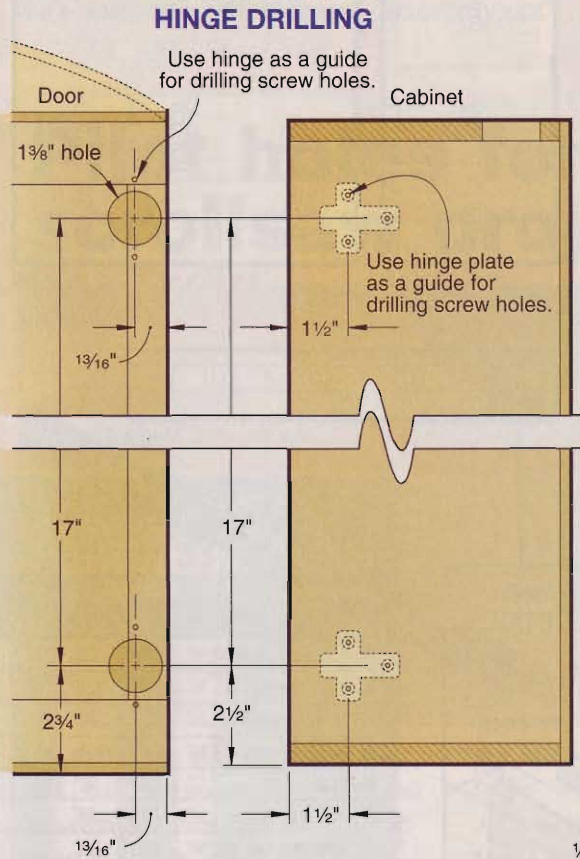 HINGE DRILLING
Use hinge as a guide
for drilling screw holes.
Door
Cabinet
1⅜" hole
Use hinge plate
as a guide for
drilling screw holes.
13/16"
1½"
17"
17"
2¾"
2½"
13/16"
1½"